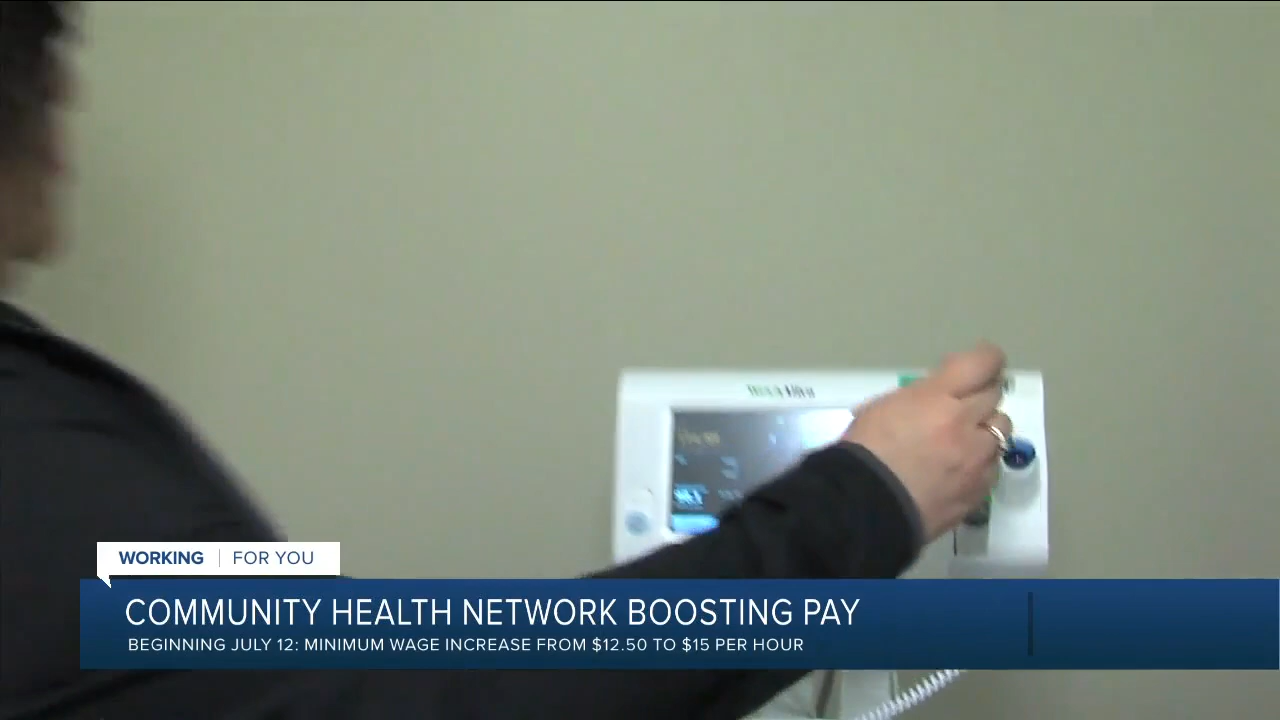 WORKING | FOR YOU
COMMUNITY HEALTH NETWORK BOOSTING PAY
BEGINNING JULY 12: MINIMUM WAGE INCREASE FROM $12.50 TO $15 PER HOUR